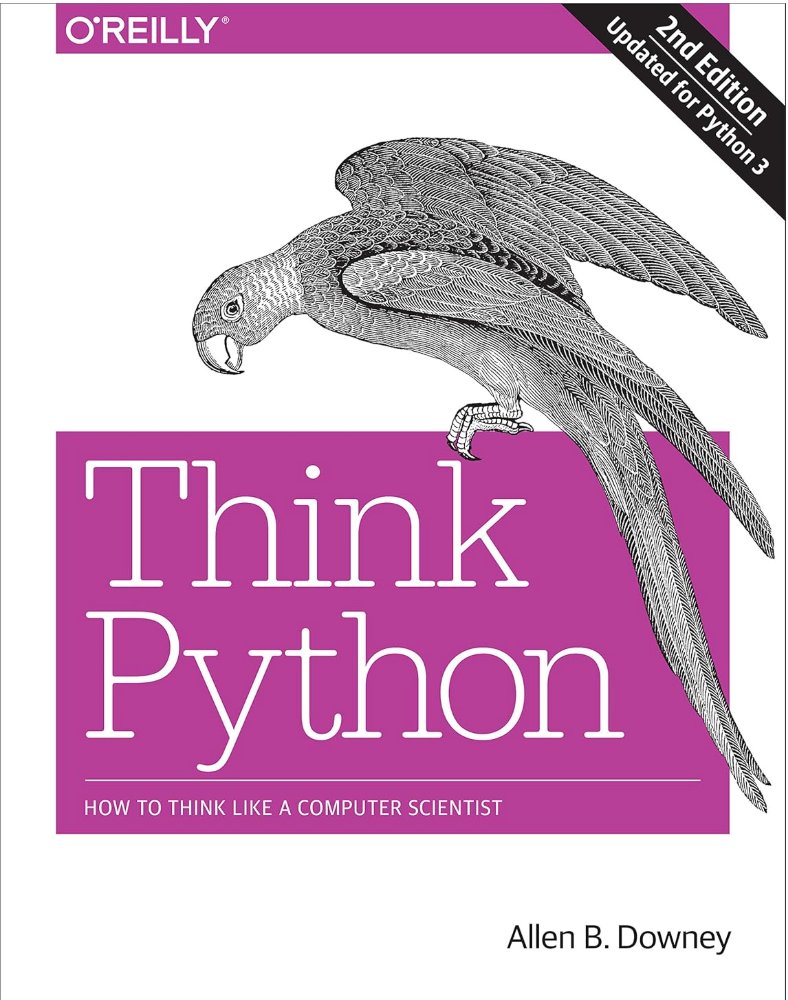 O'REILLY®
2nd Edition
Updated for Python 3
Think
Python
HOW TO THINK LIKE A COMPUTER SCIENTIST
Allen B. Downey